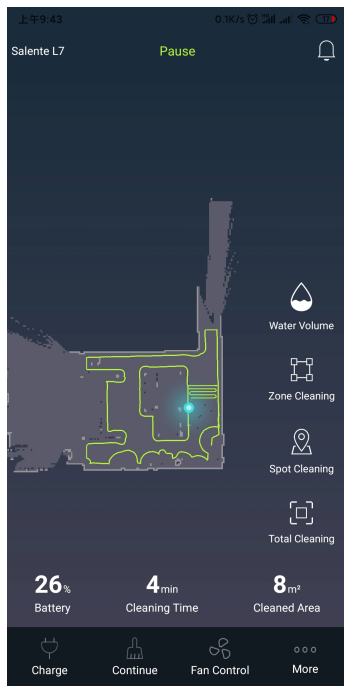 上午9:43
0.1K/s
17
Salente L7
Pause
Water Volume
Zone Cleaning
Spot Cleaning
Total Cleaning
26%
4min
8m²
Battery
Cleaning Time
Cleaned Area
Charge
Continue
Fan Control
More